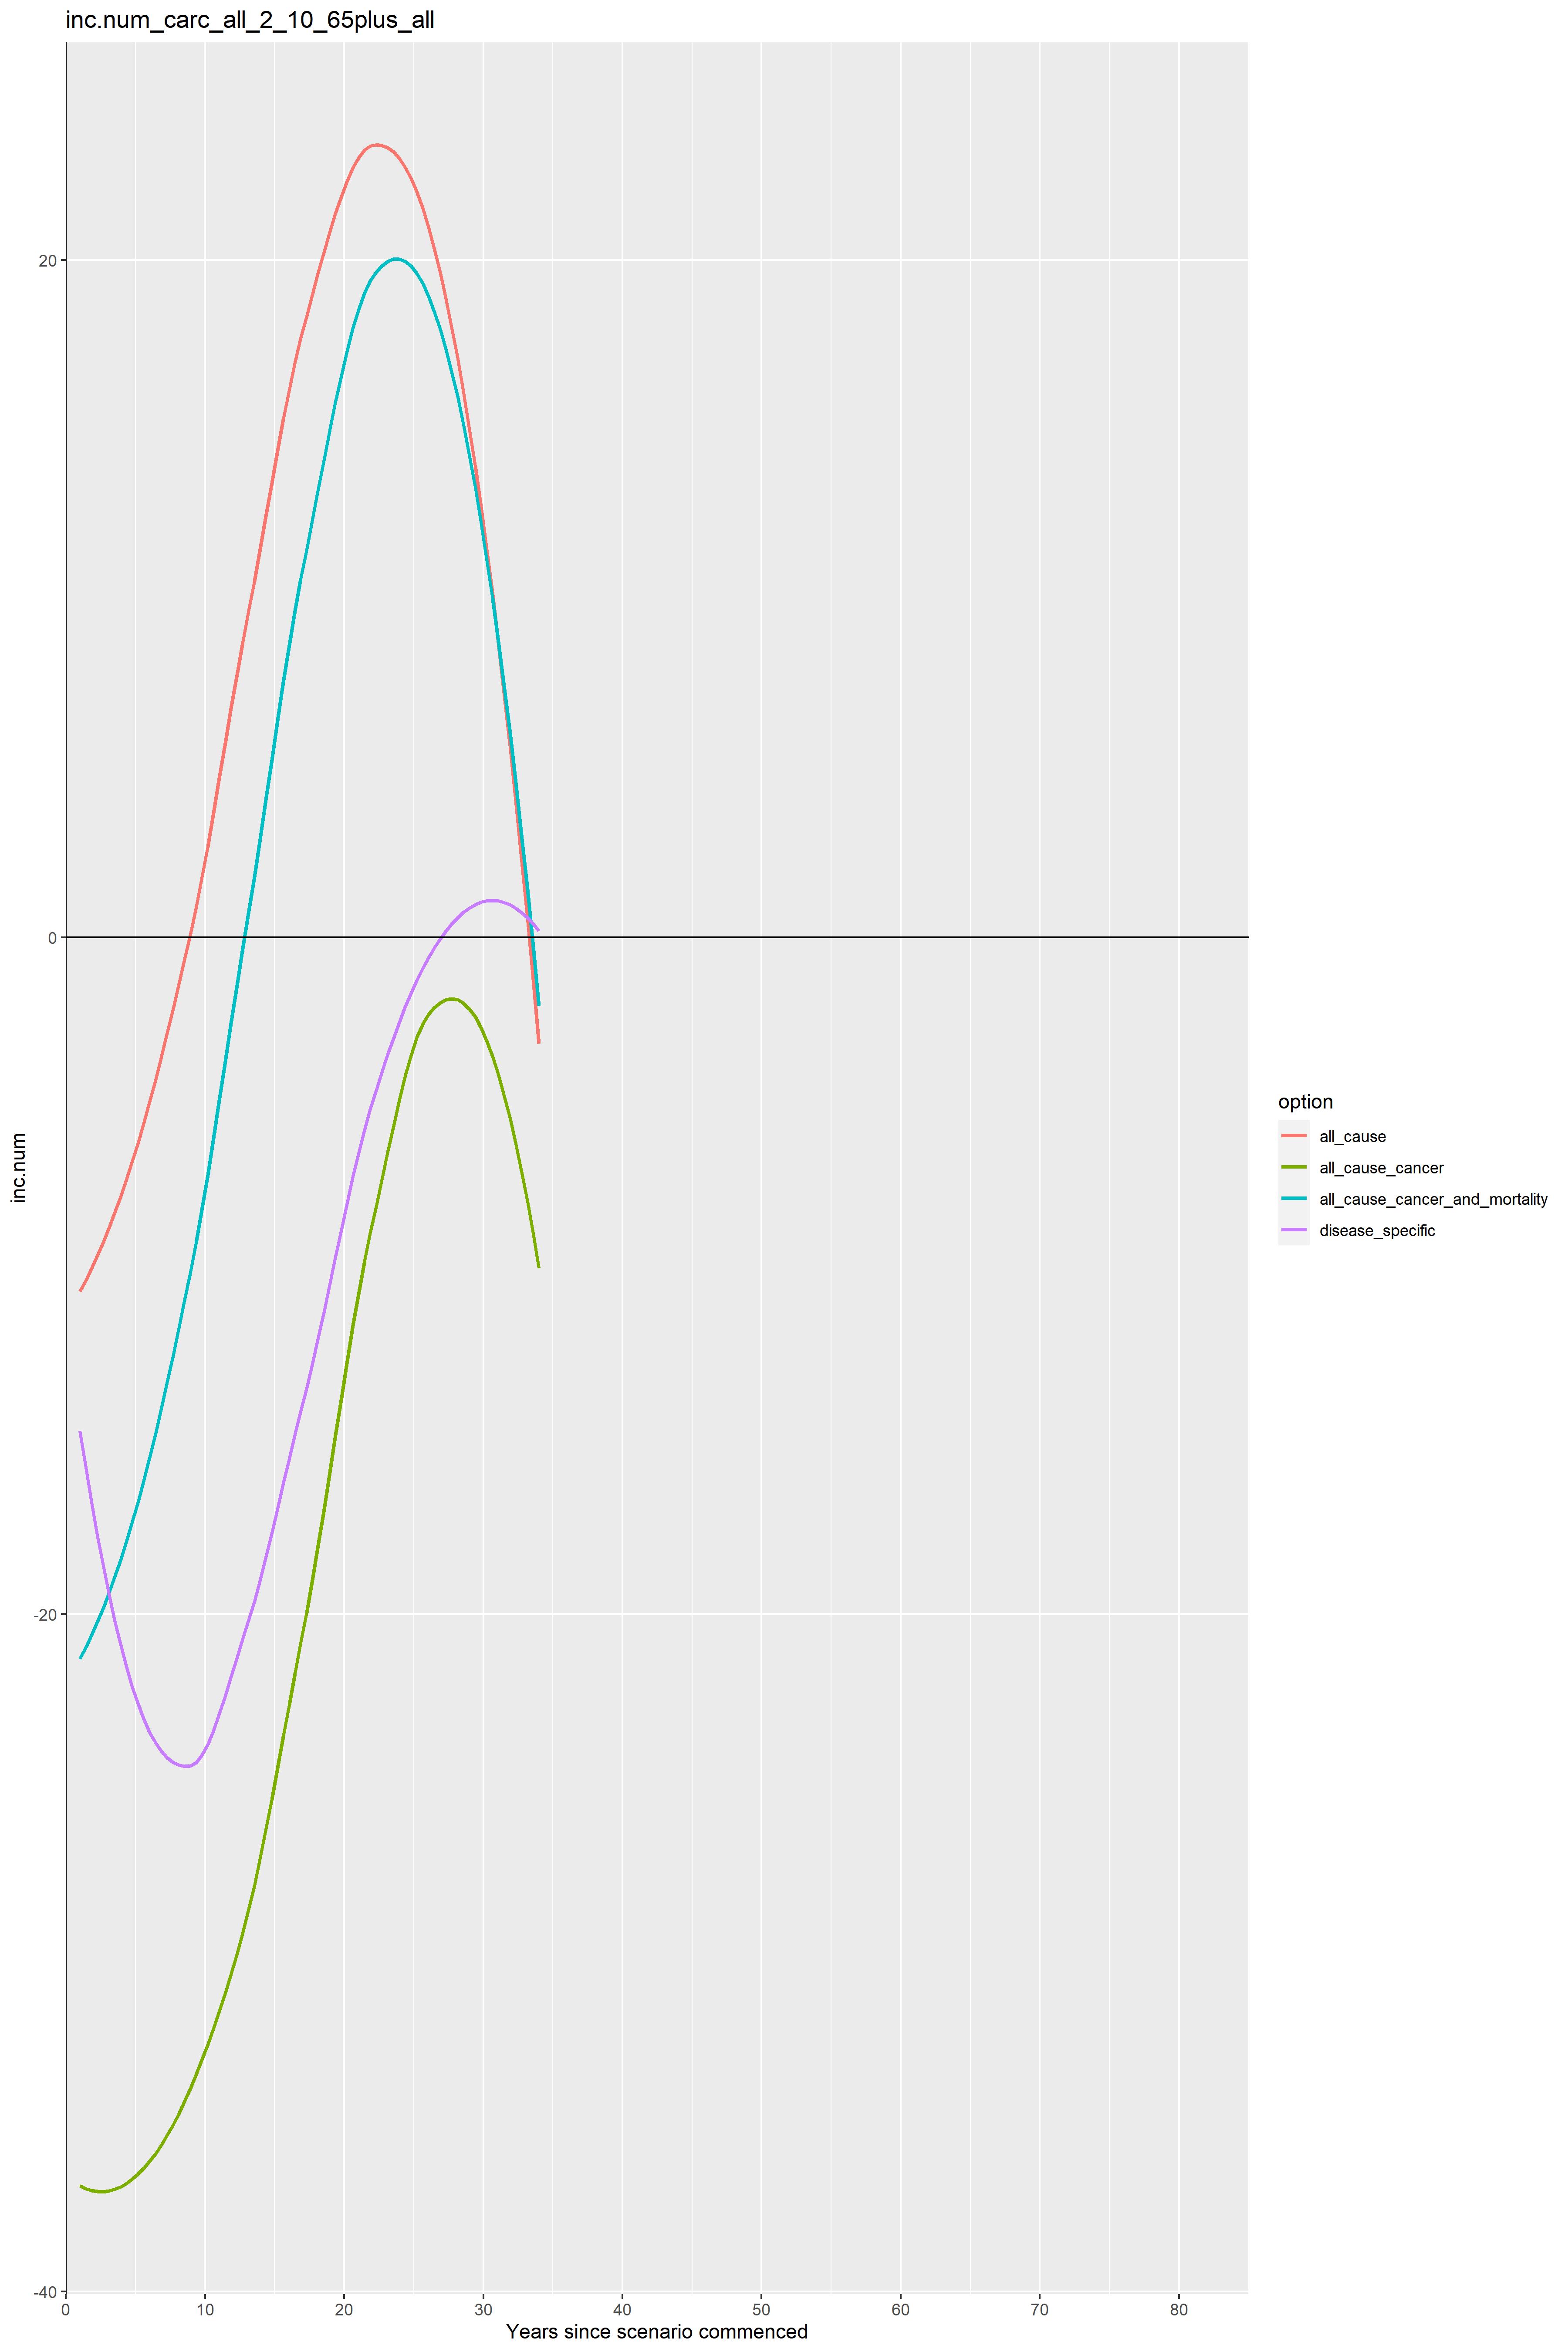 inc.num_carc_all_2_10_65plus_all
20
0
-20
-40
inc.num
0 10 20 30 40 50 60 70 80
Years since scenario commenced
option
all_cause
all_cause_cancer
all_cause_cancer_and_mortality
disease_specific